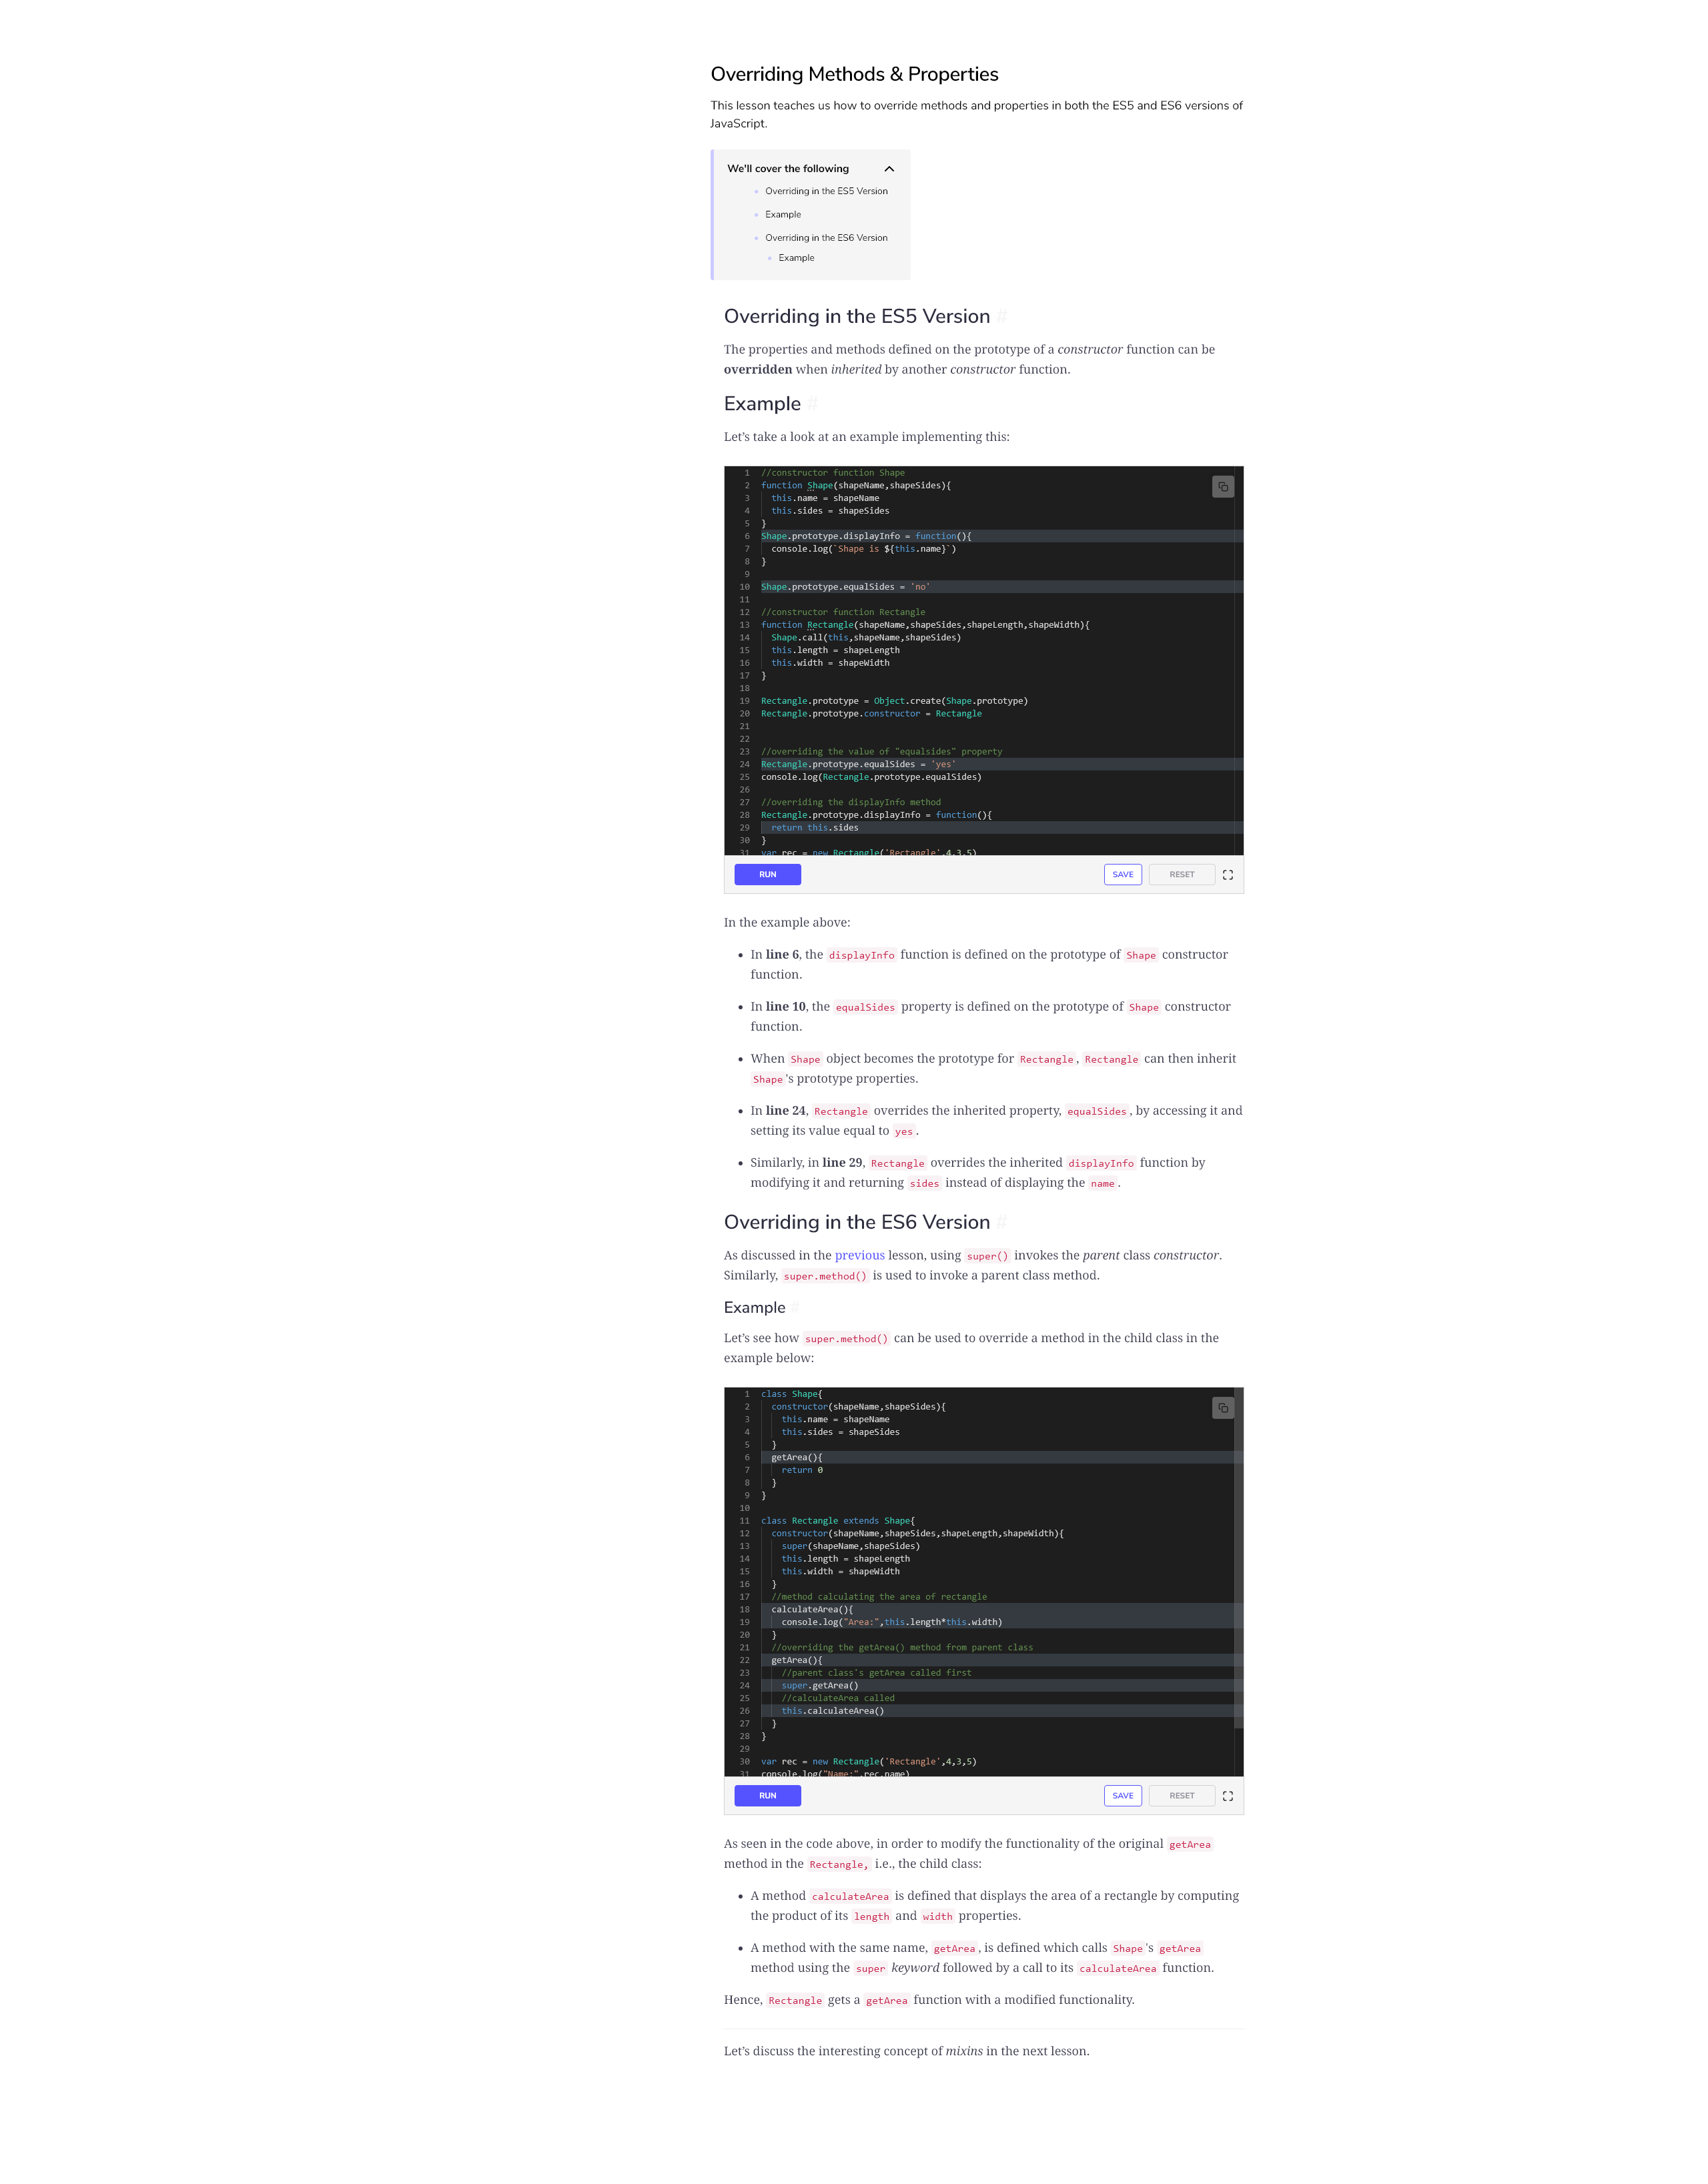 Overriding Methods & Properties
This lesson teaches us how to override methods and properties in both the ES5 and ES6 versions of
JavaScript.
We'll cover the following
Overriding in the ES5 Version
Example
Overriding in the ES6 Version
Example
Overriding in the ES5 Version #
The properties and methods defined on the prototype of a constructor function can be
overridden when inherited by another constructor function.
Example #
Let’s take a look at an example implementing this:
1 //constructor function Shape
2 function Shape(shapeName,shapeSides){
3 this.name = shapeName
4 this.sides = shapeSides
5 }
6 Shape.prototype.displayInfo = function(){
7 console.log(`Shape is ${this.name}`)
8 }
9
10 Shape.prototype.equalSides = 'no'
11
12 //constructor function Rectangle
13 function Rectangle(shapeName,shapeSides,shapeLength,shapeWidth){
14 Shape.call(this,shapeName,shapeSides)
15 this.length = shapeLength
16 this.width = shapeWidth
17 }
18
19 Rectangle.prototype = Object.create(Shape.prototype)
20 Rectangle.prototype.constructor = Rectangle
21
22
23 //overriding the value of "equalsides" property
24 Rectangle.prototype.equalSides = 'yes'
25 console.log(Rectangle.prototype.equalSides)
26
27 //overriding the displayInfo method
28 Rectangle.prototype.displayInfo = function(){
29 return this.sides
30 }
31 var rec = new Rectangle('Rectangle',4,3,5)
RUN SAVE RESET
In the example above:
In line 6, the displayInfo function is defined on the prototype of Shape constructor
function.
In line 10, the equalSides property is defined on the prototype of Shape constructor
function.
When Shape object becomes the prototype for Rectangle, Rectangle can then inherit
Shape's prototype properties.
In line 24, Rectangle overrides the inherited property, equalSides, by accessing it and
setting its value equal to yes.
Similarly, in line 29, Rectangle overrides the inherited displayInfo function by
modifying it and returning sides instead of displaying the name.
Overriding in the ES6 Version #
As discussed in the previous lesson, using super() invokes the parent class constructor.
Similarly, super.method() is used to invoke a parent class method.
Example #
Let’s see how super.method() can be used to override a method in the child class in the
example below:
1 class Shape{
2 constructor(shapeName,shapeSides){
3 this.name = shapeName
4 this.sides = shapeSides
5 }
6 getArea(){
7 return 0
8 }
9 }
10
11 class Rectangle extends Shape{
12 constructor(shapeName,shapeSides,shapeLength,shapeWidth){
13 super(shapeName,shapeSides)
14 this.length = shapeLength
15 this.width = shapeWidth
16 }
17 //method calculating the area of rectangle
18 calculateArea(){
19 console.log("Area:",this.length*this.width)
20 }
21 //overriding the getArea() method from parent class
22 getArea(){
23 //parent class's getArea called first
24 super.getArea()
25 //calculateArea called
26 this.calculateArea()
27 }
28 }
29
30 var rec = new Rectangle('Rectangle',4,3,5)
31 console.log("Name:",rec.name)
RUN SAVE RESET
As seen in the code above, in order to modify the functionality of the original getArea
method in the Rectangle, i.e., the child class:
A method calculateArea is defined that displays the area of a rectangle by computing
the product of its length and width properties.
A method with the same name, getArea, is defined which calls Shape's getArea
method using the super keyword followed by a call to its calculateArea function.
Hence, Rectangle gets a getArea function with a modified functionality.
Let’s discuss the interesting concept of mixins in the next lesson.